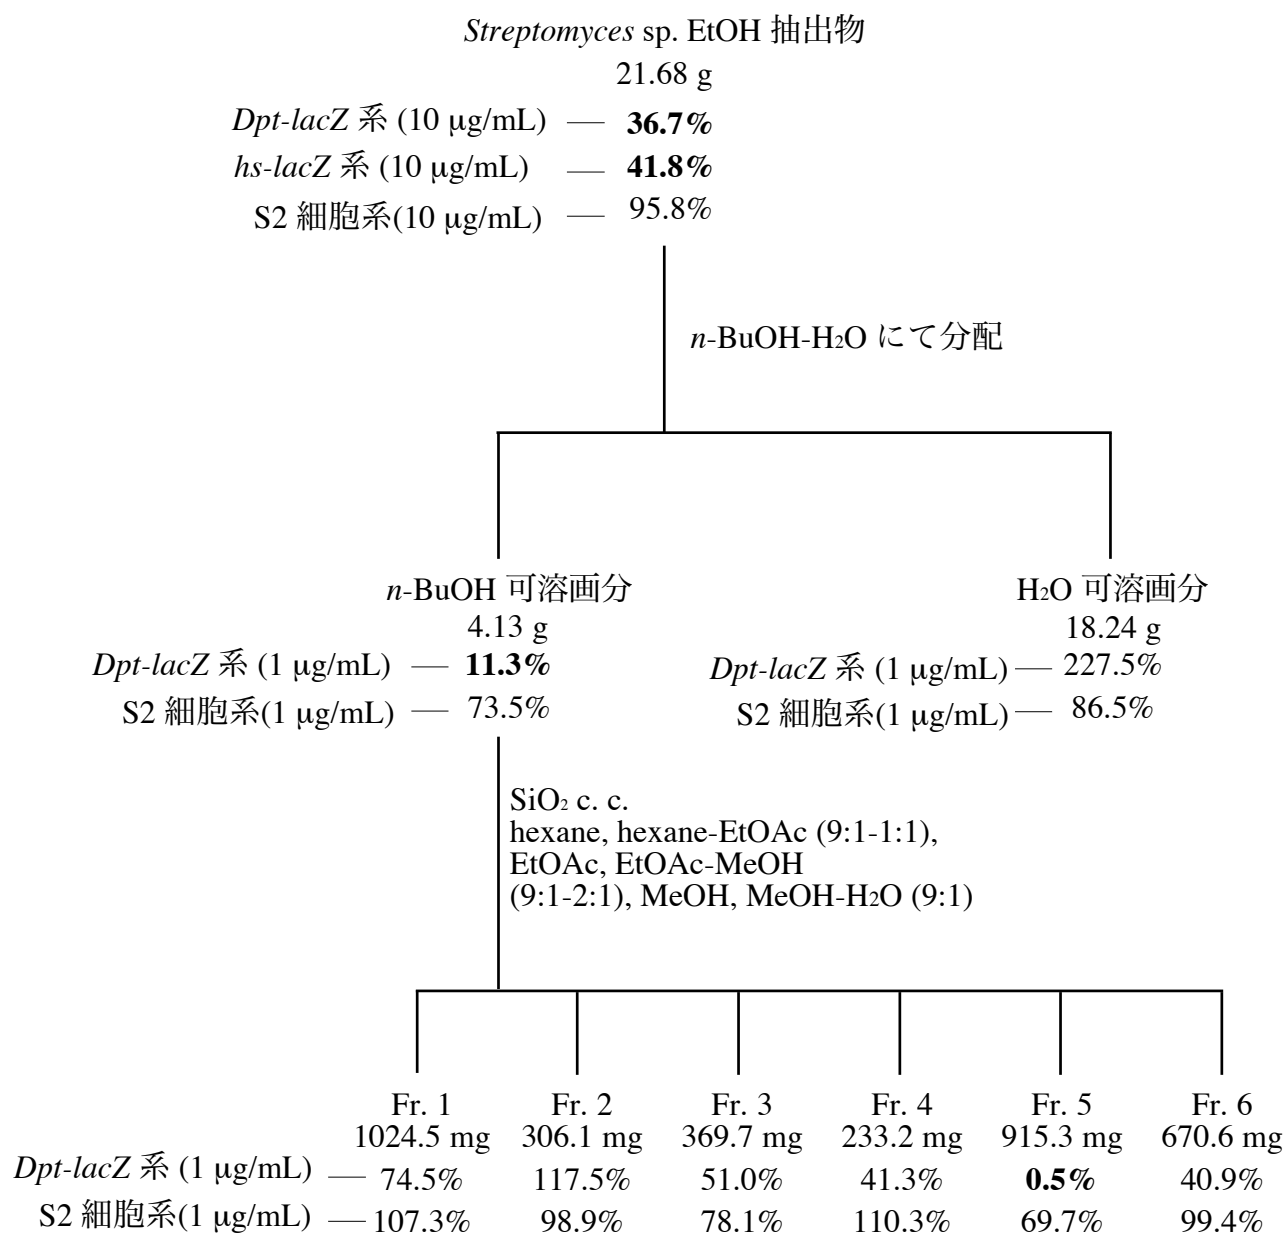 Streptomyces sp. EtOH 抽出物
21.68 g
Dpt-lacZ 系 (10 μg/mL) — 36.7%
hs-lacZ 系 (10 μg/mL) — 41.8%
S2 細胞系(10 μg/mL) — 95.8%
n-BuOH-H2O にて分配
n-BuOH 可溶画分
4.13 g
Dpt-lacZ 系 (1 μg/mL) — 11.3%
S2 細胞系(1 μg/mL) — 73.5%
H2O 可溶画分
18.24 g
Dpt-lacZ 系 (1 μg/mL) — 227.5%
S2 細胞系(1 μg/mL) — 86.5%
SiO2 c. c.
hexane, hexane-EtOAc (9:1-1:1),
EtOAc, EtOAc-MeOH
(9:1-2:1), MeOH, MeOH-H2O (9:1)
Fr. 1 Fr. 2 Fr. 3 Fr. 4 Fr. 5 Fr. 6
1024.5 mg 306.1 mg 369.7 mg 233.2 mg 915.3 mg 670.6 mg
Dpt-lacZ 系 (1 μg/mL) — 74.5% 117.5% 51.0% 41.3% 0.5% 40.9%
S2 細胞系(1 μg/mL) — 107.3% 98.9% 78.1% 110.3% 69.7% 99.4%